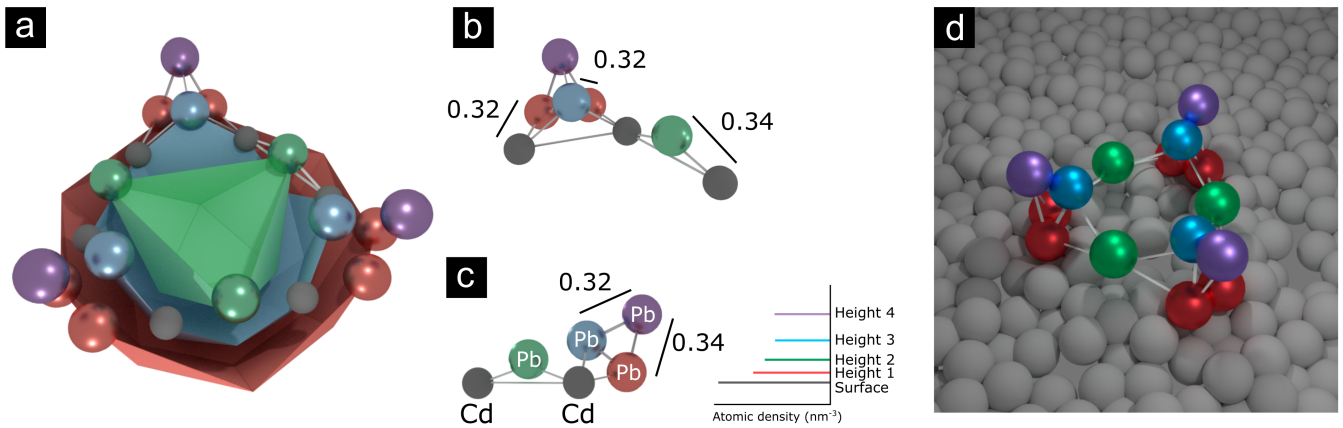 a
b
0.32
0.32
0.34
c
0.32
Pb
Pb
0.34
Pb
Pb
Cd
Cd
Height 4
Height 3
Height 2
Height 1
Surface
Atomic density (nm⁻³)
d